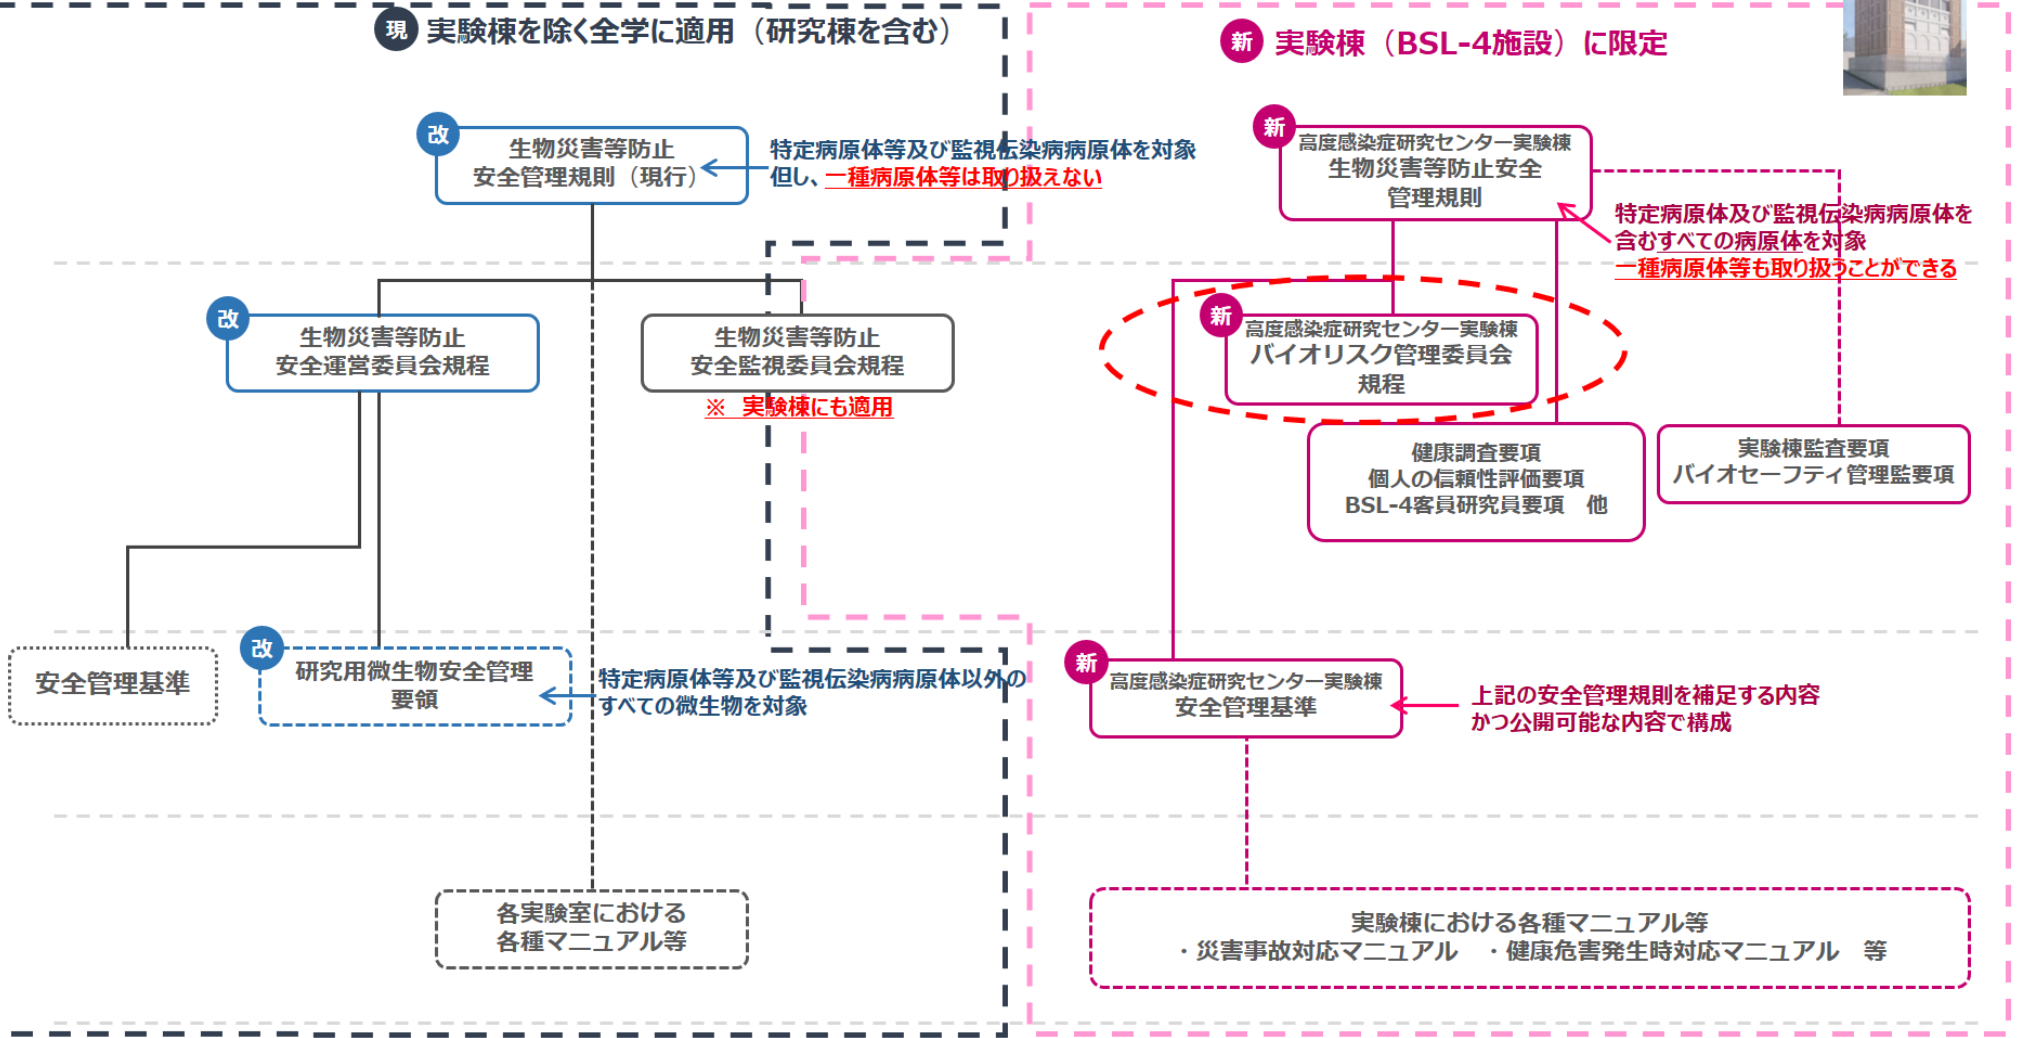 現 実験棟を除く全学に適用（研究棟を含む）
改
生物災害等防止
安全管理規則（現行）
特定病原体等及び監視伝染病病原体を対象
但し、一種病原体等は取り扱えない
改
生物災害等防止
安全運営委員会規程
生物災害等防止
安全監視委員会規程
※　実験棟にも適用
安全管理基準
改
研究用微生物安全管理
要領
特定病原体等及び監視伝染病病原体以外の
すべての微生物を対象
各実験室における
各種マニュアル等
新 実験棟（BSL-4施設）に限定
新
高度感染症研究センター実験棟
生物災害等防止安全
管理規則
特定病原体及び監視伝染病病原体を
含むすべての病原体を対象
一種病原体等も取り扱うことができる
新
高度感染症研究センター実験棟
バイオリスク管理委員会
規程
健康調査要項
個人の信頼性評価要項
BSL-4客員研究員要項　他
実験棟監査要項
バイオセーフティ管理監要項
新
高度感染症研究センター実験棟
安全管理基準
上記の安全管理規則を補足する内容
かつ公開可能な内容で構成
実験棟における各種マニュアル等
・災害事故対応マニュアル　・健康危害発生時対応マニュアル　等